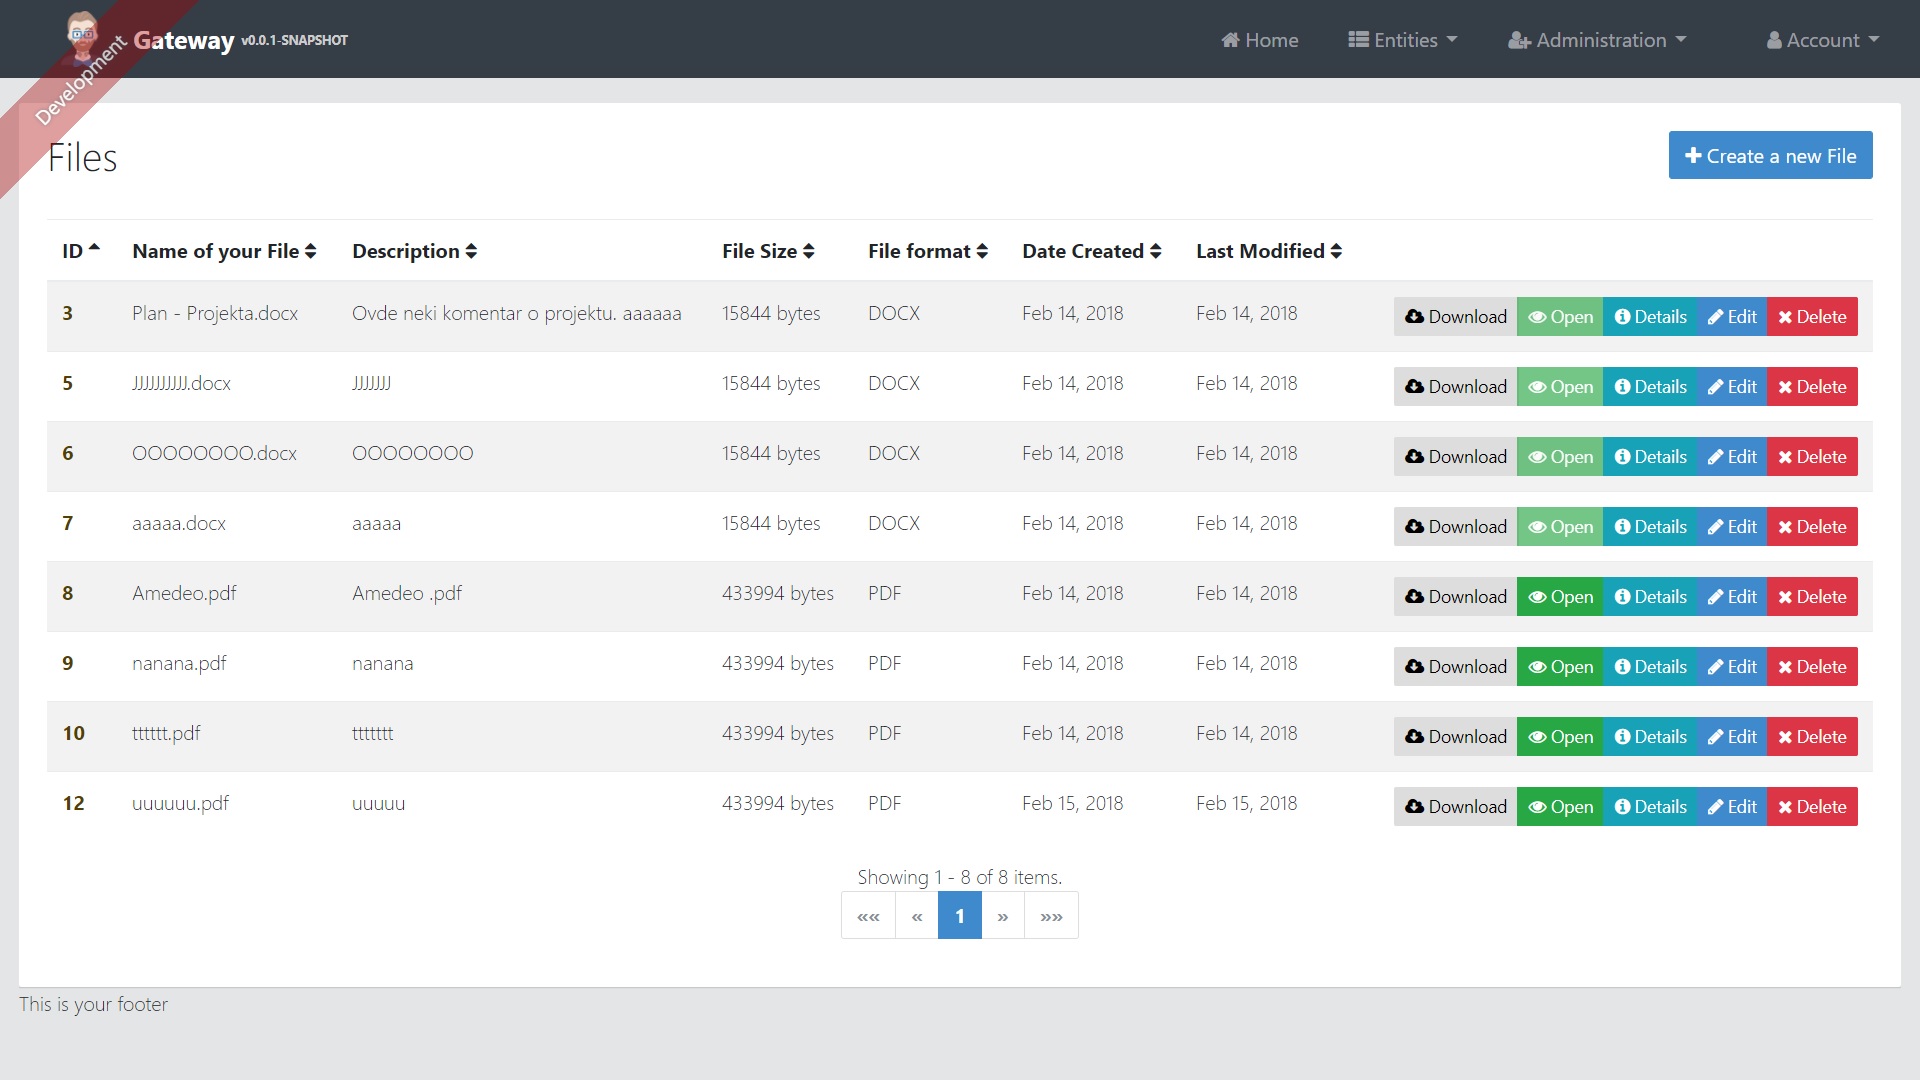 Development
Gateway v0.0.1-SNAPSHOT Home Entities Administration Account
Files Create a new File
ID Name of your File Description File Size File format Date Created Last Modified
3 Plan - Projekta.docx Ovde neki komentar o projektu. aaaaaa 15844 bytes DOCX Feb 14, 2018 Feb 14, 2018 Download Open Details Edit Delete
5 JJJJJJJJJJ.docx JJJJJJJ 15844 bytes DOCX Feb 14, 2018 Feb 14, 2018 Download Open Details Edit Delete
6 OOOOOOOO.docx OOOOOOOO 15844 bytes DOCX Feb 14, 2018 Feb 14, 2018 Download Open Details Edit Delete
7 aaaaa.docx aaaaa 15844 bytes DOCX Feb 14, 2018 Feb 14, 2018 Download Open Details Edit Delete
8 Amedeo.pdf Amedeo .pdf 433994 bytes PDF Feb 14, 2018 Feb 14, 2018 Download Open Details Edit Delete
9 nanana.pdf nanana 433994 bytes PDF Feb 14, 2018 Feb 14, 2018 Download Open Details Edit Delete
10 tttttt.pdf ttttttt 433994 bytes PDF Feb 14, 2018 Feb 14, 2018 Download Open Details Edit Delete
12 uuuuuu.pdf uuuuu 433994 bytes PDF Feb 15, 2018 Feb 15, 2018 Download Open Details Edit Delete
Showing 1 - 8 of 8 items.
«« « 1 » »»
This is your footer